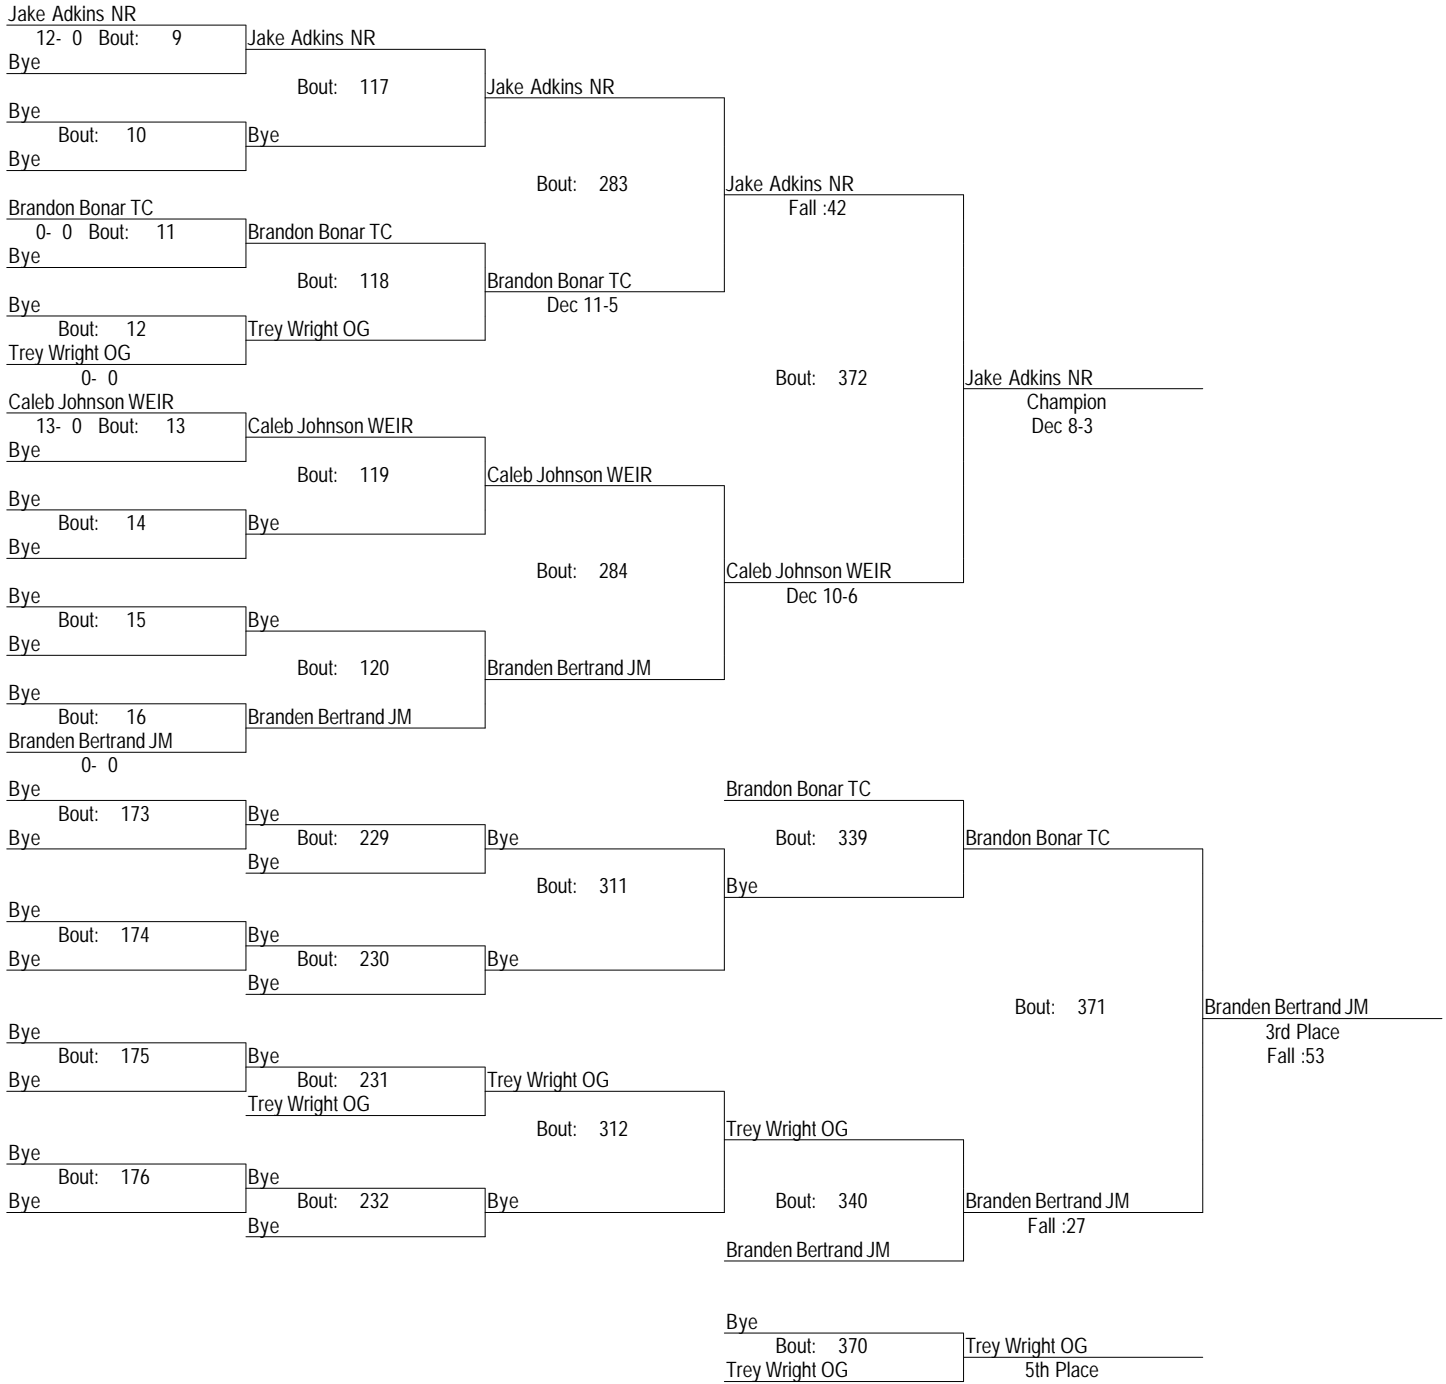 Jake Adkins NR
12- 0 Bout: 9 Jake Adkins NR
Bye
Bout: 117 Jake Adkins NR
Bye
Bout: 10 Bye
Bye
Bout: 283 Jake Adkins NR
Brandon Bonar TC Fall :42
0- 0 Bout: 11 Brandon Bonar TC
Bye
Bout: 118 Brandon Bonar TC
Bye Dec 11-5
Bout: 12 Trey Wright OG
Trey Wright OG
0- 0 Bout: 372 Jake Adkins NR
Caleb Johnson WEIR Champion
13- 0 Bout: 13 Caleb Johnson WEIR Dec 8-3
Bye
Bout: 119 Caleb Johnson WEIR
Bye
Bout: 14 Bye
Bye
Bout: 284 Caleb Johnson WEIR
Bye Dec 10-6
Bout: 15 Bye
Bye
Bout: 120 Branden Bertrand JM
Bye
Bout: 16 Branden Bertrand JM
Branden Bertrand JM
0- 0
Bye Brandon Bonar TC
Bout: 173 Bye
Bye Bout: 229 Bye Bout: 339 Brandon Bonar TC
Bye
Bout: 311 Bye
Bye
Bout: 174 Bye
Bye Bout: 230 Bye
Bye
Bout: 371 Branden Bertrand JM
Bye 3rd Place
Bout: 175 Bye Fall :53
Bye Bout: 231 Trey Wright OG
Trey Wright OG
Bout: 312 Trey Wright OG
Bye
Bout: 176 Bye
Bye Bout: 232 Bye Bout: 340 Branden Bertrand JM
Bye Fall :27
Branden Bertrand JM
Bye
Bout: 370 Trey Wright OG
Trey Wright OG 5th Place